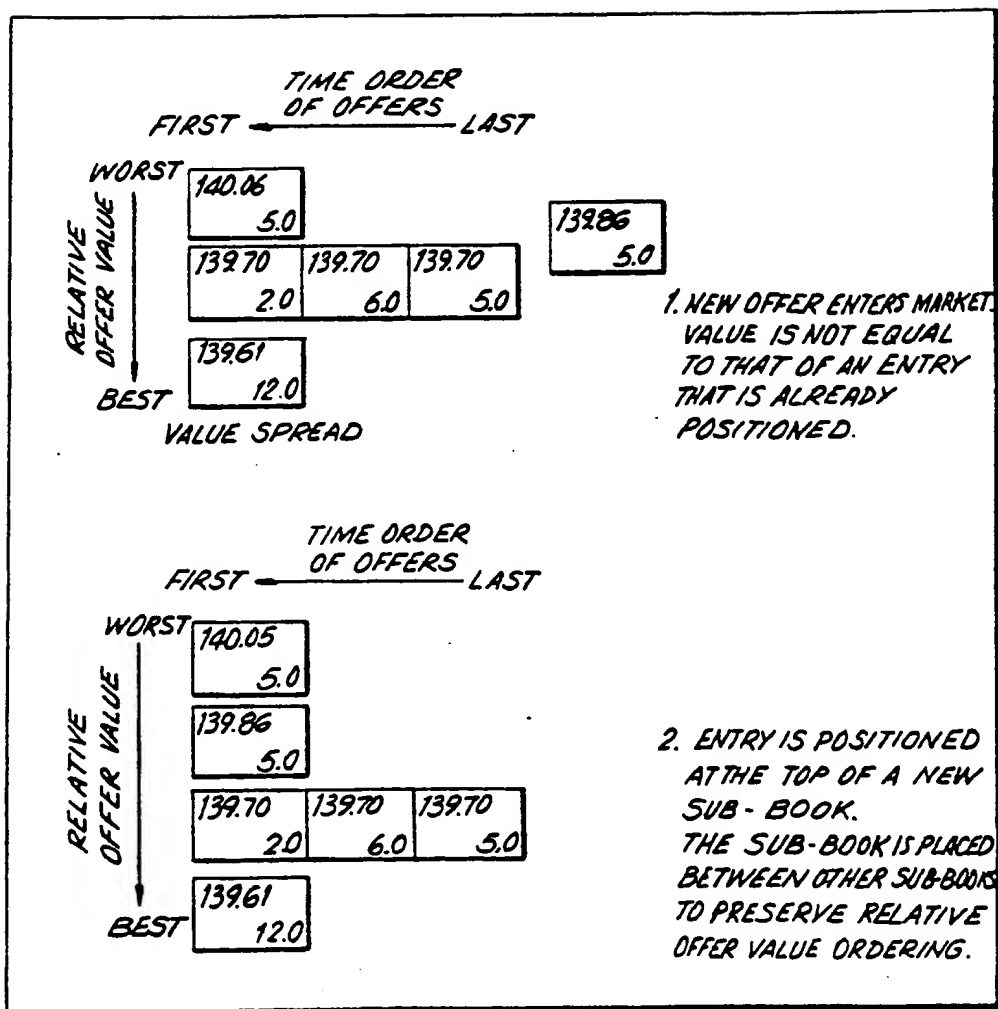 TIME ORDER
OF OFFERS
FIRST LAST
WORST
RELATIVE
OFFER VALUE
BEST
140.06
5.0
139.70 139.70 139.70
2.0 6.0 5.0
139.61
12.0
VALUE SPREAD
13986
5.0
1. NEW OFFER ENTERS MARKET.
VALUE IS NOT EQUAL
TO THAT OF AN ENTRY
THAT IS ALREADY
POSITIONED.
TIME ORDER
OF OFFERS
FIRST LAST
WORST
RELATIVE
OFFER VALUE
BEST
140.05
5.0
139.86
5.0
139.70 139.70 139.70
2.0 6.0 5.0
139.61
12.0
2. ENTRY IS POSITIONED
AT THE TOP OF A NEW
SUB-BOOK.
THE SUB-BOOK IS PLACED
BETWEEN OTHER SUB-BOOKS
TO PRESERVE RELATIVE
OFFER VALUE ORDERING.